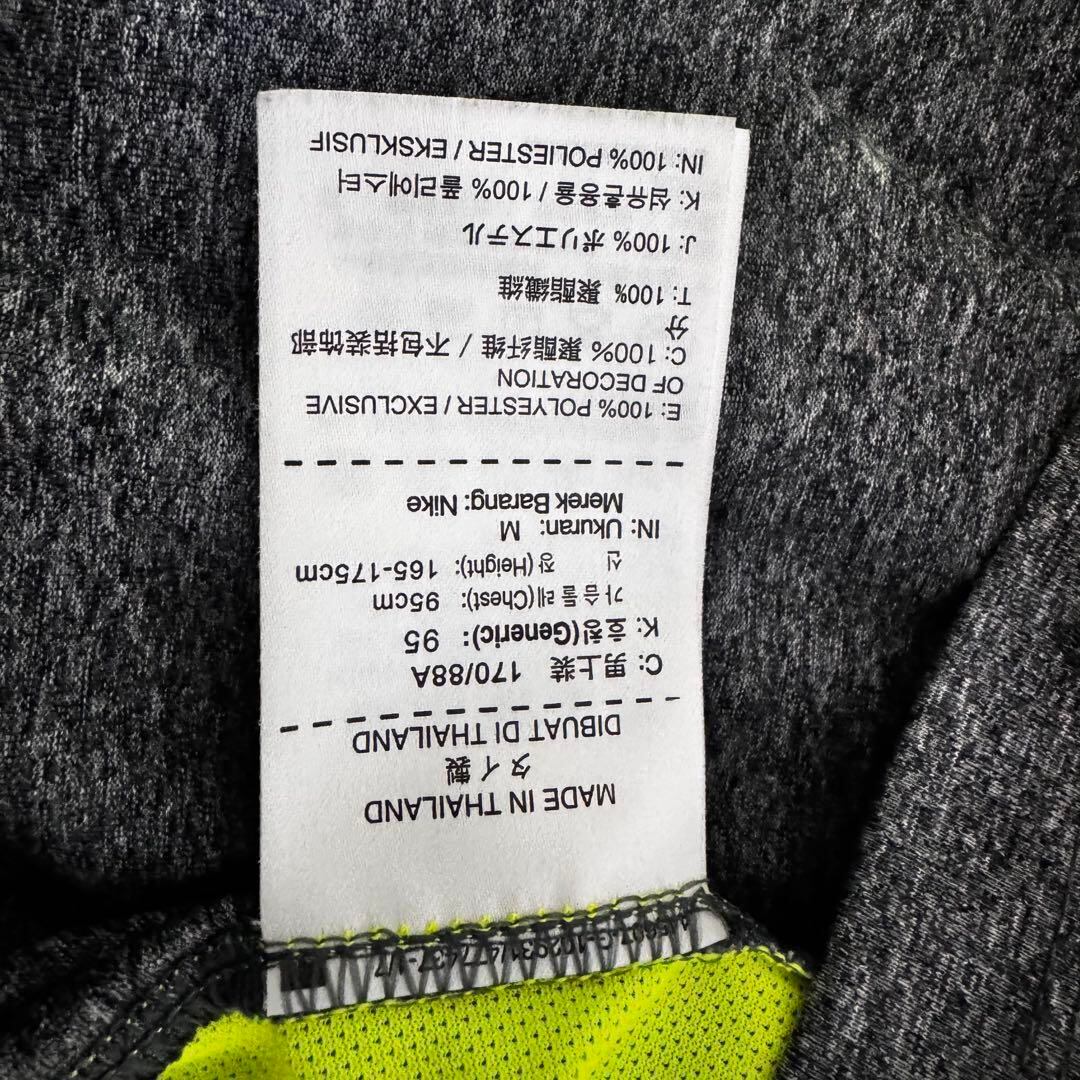 MADE IN THAILAND
タイ製
DIBUAT DI THAILAND
C: 男上装 170/88A
K: 호칭(Generic): 95
가슴둘레(Chest): 95cm
신 장(Height): 165-175cm
IN: Ukuran: M
Merek Barang: Nike
E: 100% POLYESTER / EXCLUSIVE
OF DECORATION
C: 100% 聚酯纤维 / 不包括装饰部
分
T: 100% 聚酯纖維
J: 100% ポリエステル
K: 섬유혼용율 / 100% 폴리에스터
IN: 100% POLIESTER / EKSKLUSIF